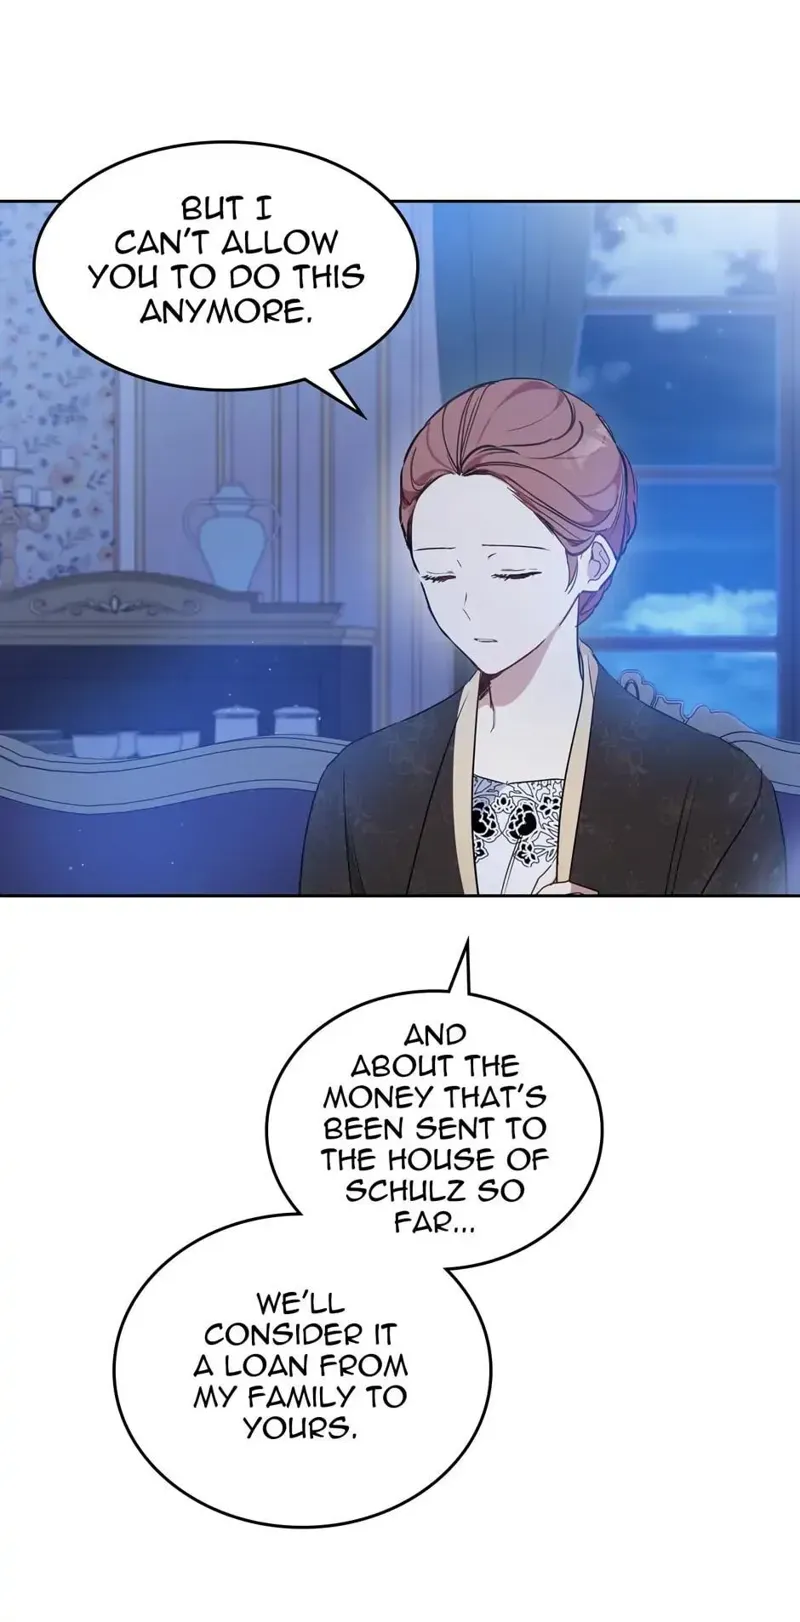 BUT I
CAN'T ALLOW
YOU TO DO THIS
ANYMORE.
AND
ABOUT THE
MONEY THAT'S
BEEN SENT TO
THE HOUSE OF
SCHULZ SO
FAR...
WE'LL
CONSIDER IT
A LOAN FROM
MY FAMILY TO
YOURS.